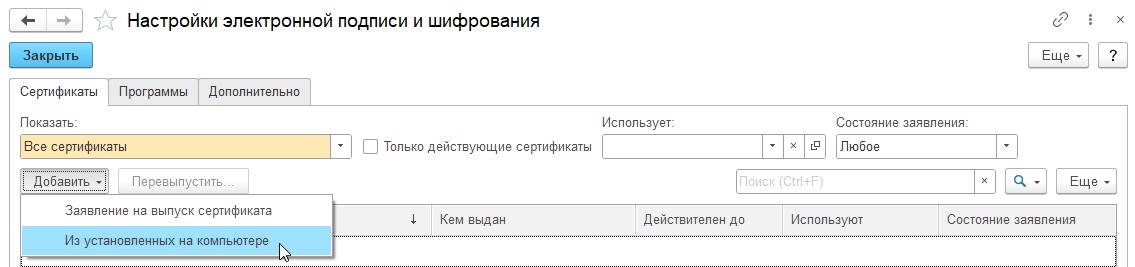 Настройки электронной подписи и шифрования
Закрыть
Еще
?
Сертификаты
Программы
Дополнительно
Показать:
Использует:
Состояние заявления:
Все сертификаты
Только действующие сертификаты
Любое
Добавить
Перевыпустить...
Поиск (Ctrl+F)
Еще
Заявление на выпуск сертификата
Из установленных на компьютере
Кем выдан
Действителен до
Используют
Состояние заявления